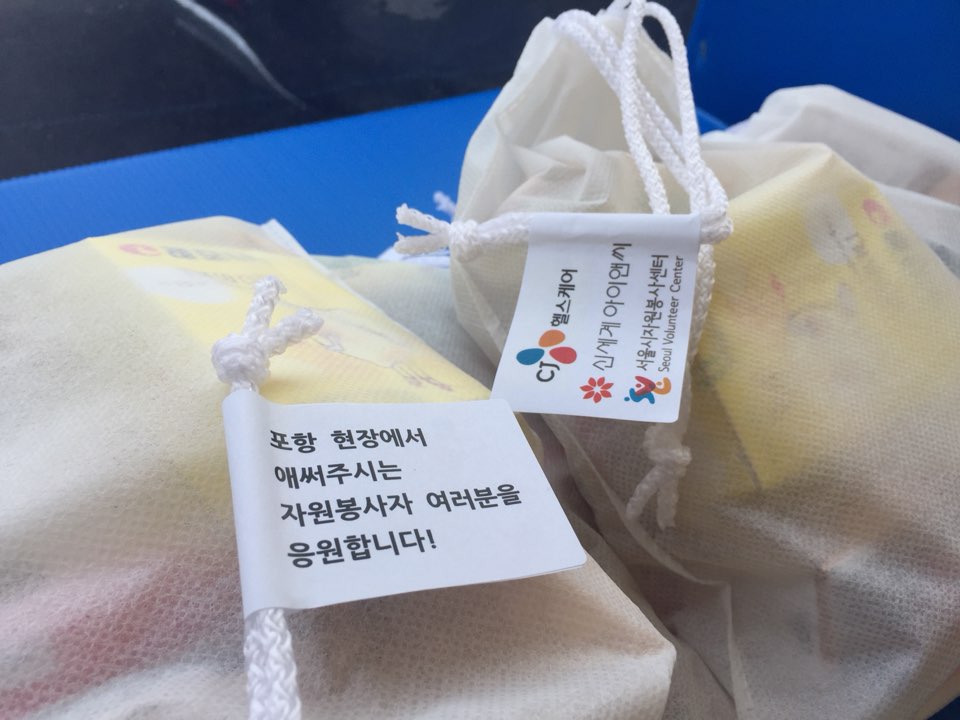 포항 현장에서
애써주시는
자원봉사자 여러분을
응원합니다!
CJ 헬스케어
신세계 아이앤씨
서울시자원봉사센터
Seoul Volunteer Center